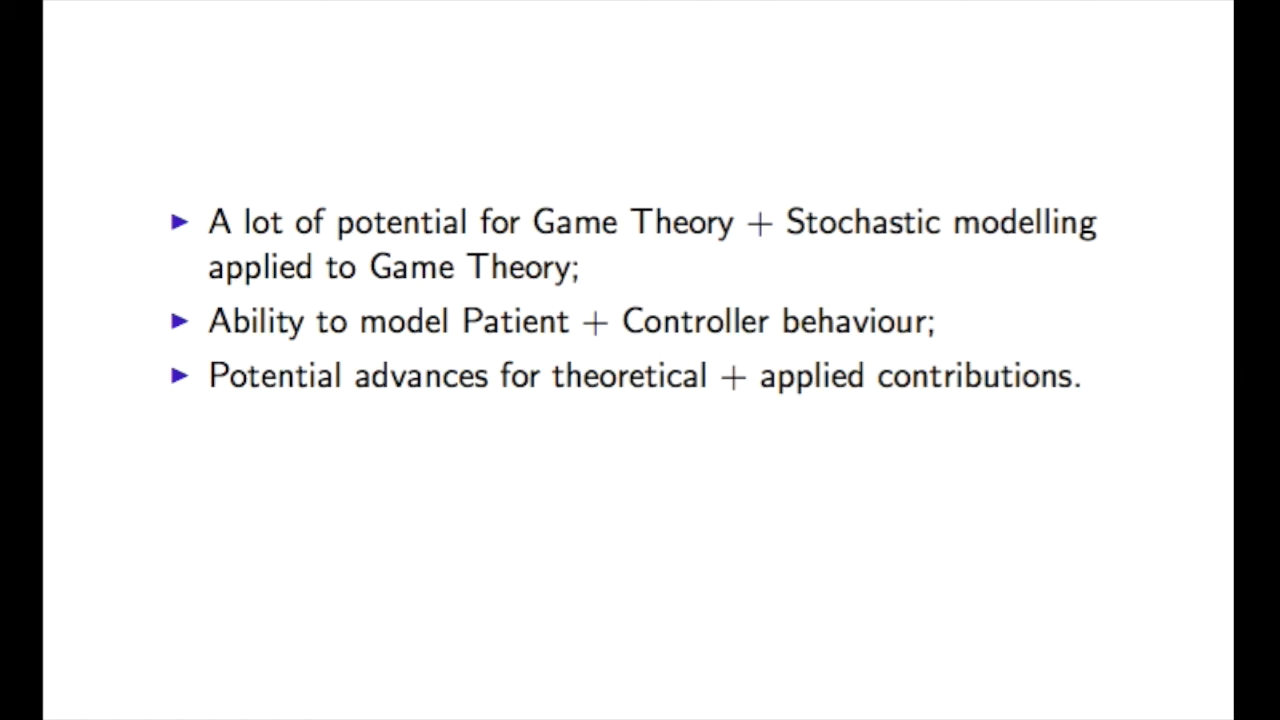 A lot of potential for Game Theory + Stochastic modelling
applied to Game Theory;
Ability to model Patient + Controller behaviour;
Potential advances for theoretical + applied contributions.